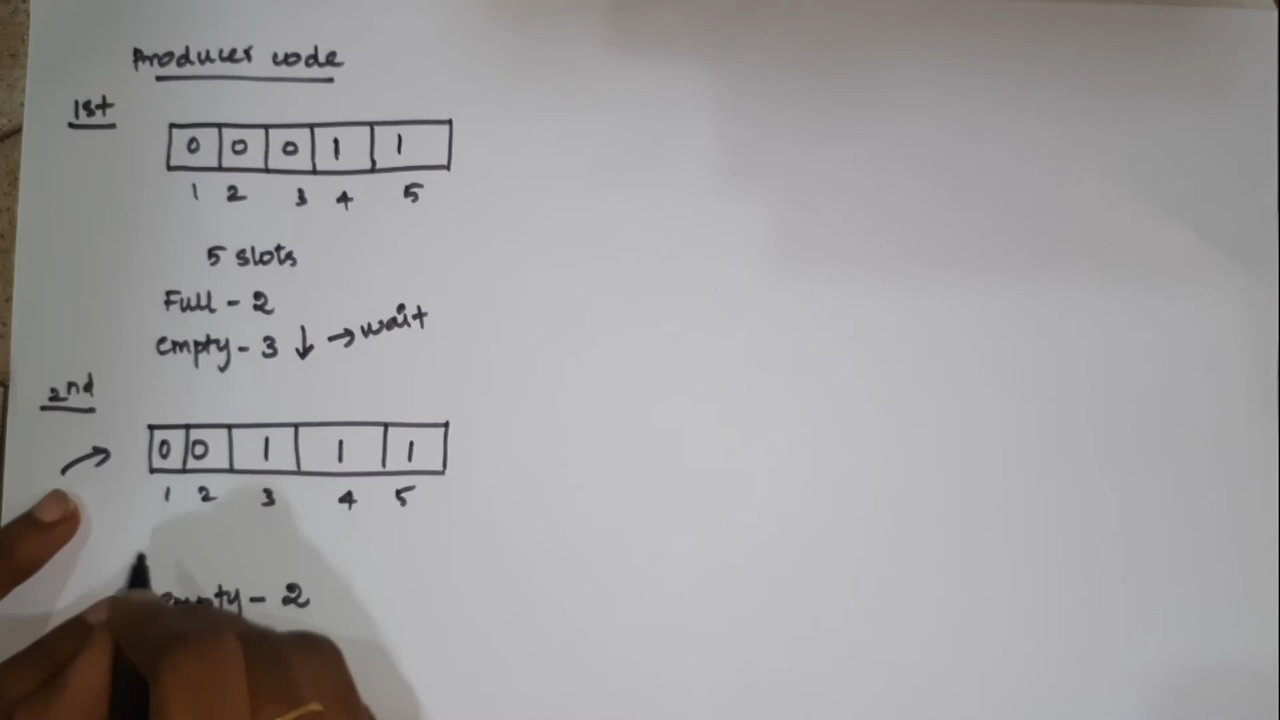 Producer code
1st
0 0 0 1 1
1 2 3 4 5
5 slots
Full - 2
empty - 3 ↓ → wait
2nd
0 0 1 1 1
1 2 3 4 5
empty - 2